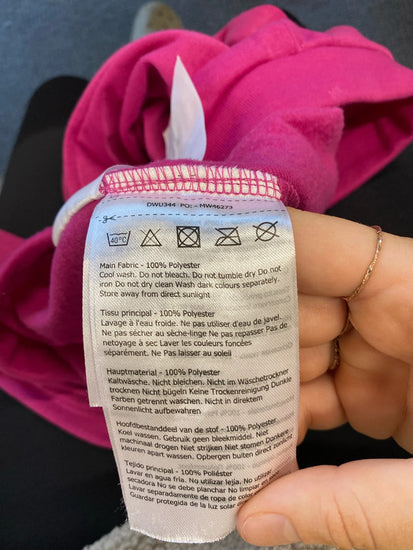 DWU344 PO: - MW46273
40°C
Main Fabric - 100% Polyester
Cool wash. Do not bleach. Do not tumble dry Do not
iron Do not dry clean Wash dark colours separately.
Store away from direct sunlight
Tissu principal - 100% Polyester
Lavage à l'eau froide. Ne pas utiliser d'eau de javel.
Ne pas sécher au sèche-linge Ne pas repasser Pas de
nettoyage à sec Laver les couleurs foncées
séparément. Ne pas Laisser au soleil
Hauptmaterial - 100% Polyester
Kaltwäsche. Nicht bleichen. Nicht im Wäschetrockner
trocknen Nicht bügeln Keine Trockenreinigung Dunkle
Farben getrennt waschen. Nicht in direktem
Sonnenlicht aufbewahren
Hoofdbestanddeel van de stof - 100% Polyester
Koel wassen. Gebruik geen bleekmiddel. Niet
machinaal drogen Niet strijken Niet stomen Donkere
kleuren apart wassen. Opbergen buiten direct zonlicht
Tejido principal - 100% Poliéster
Lavar en agua fría. No utilizar lejía. No utilizar
secadora No se debe planchar No limpiar en
Lavar separadamente de ropa de color
Guardar protegida de la luz solar